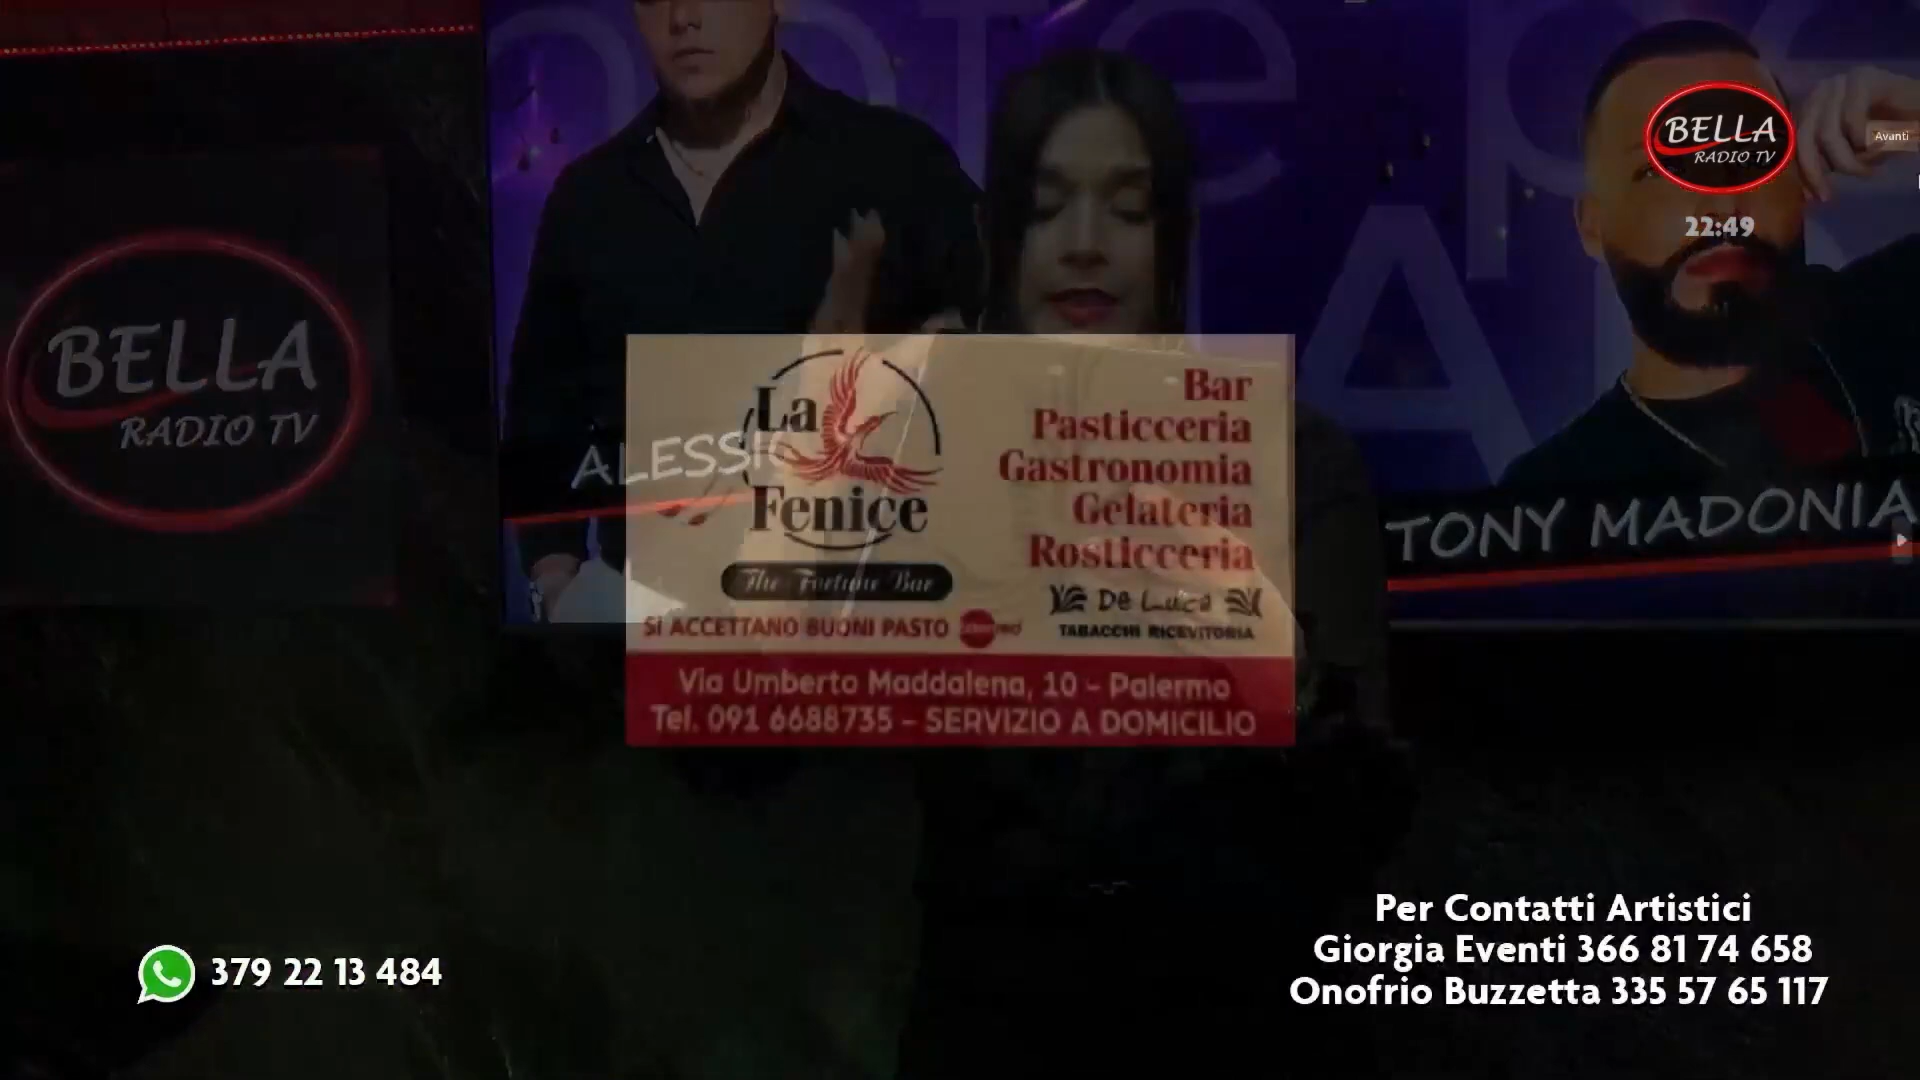 BELLA
RADIO TV
Avanti
22:49
BELLA
RADIO TV
ALESSI
TONY MADONIA
La
Fenice
The Fortune Bar
Bar
Pasticceria
Gastronomia
Gelateria
Rosticceria
De Luca
TABACCHI RICEVITORIA
SI ACCETTANO BUONI PASTO
Via Umberto Maddalena, 10 - Palermo
Tel. 091 6688735 - SERVIZIO A DOMICILIO
379 22 13 484
Per Contatti Artistici
Giorgia Eventi 366 81 74 658
Onofrio Buzzetta 335 57 65 117